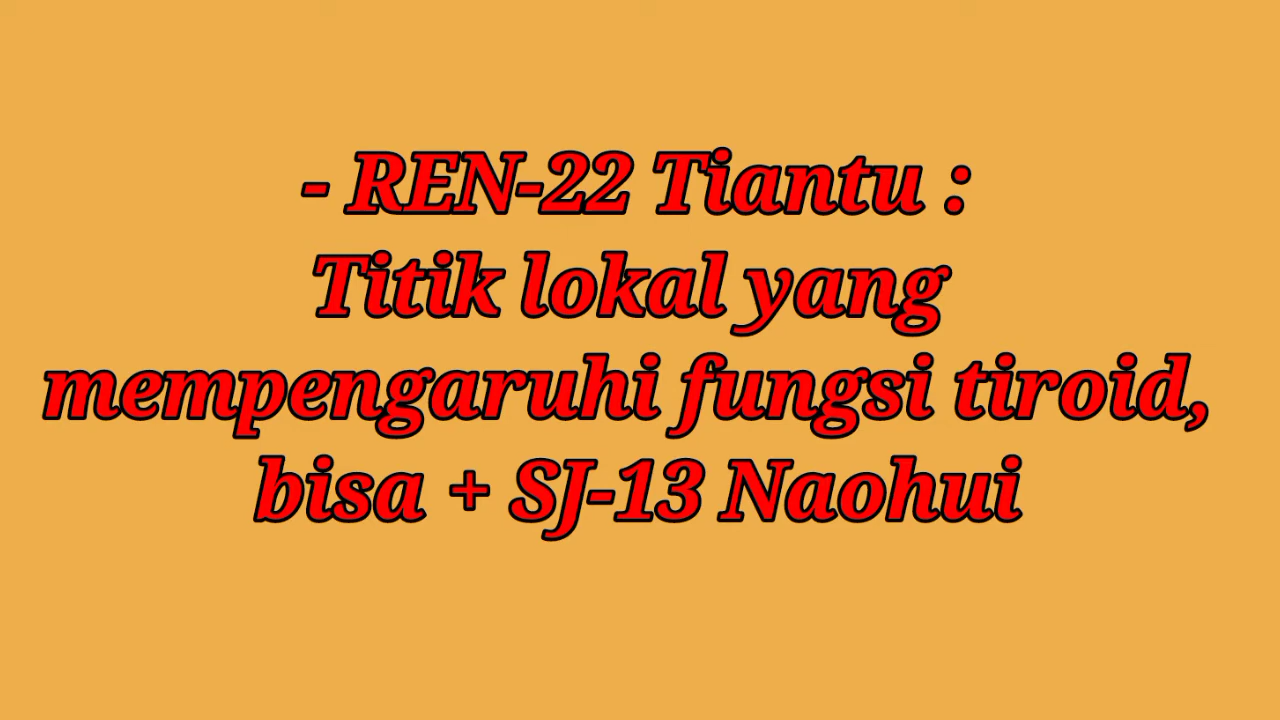 - REN-22 Tiantu :
Titik lokal yang
mempengaruhi fungsi tiroid,
bisa + SJ-13 Naohui